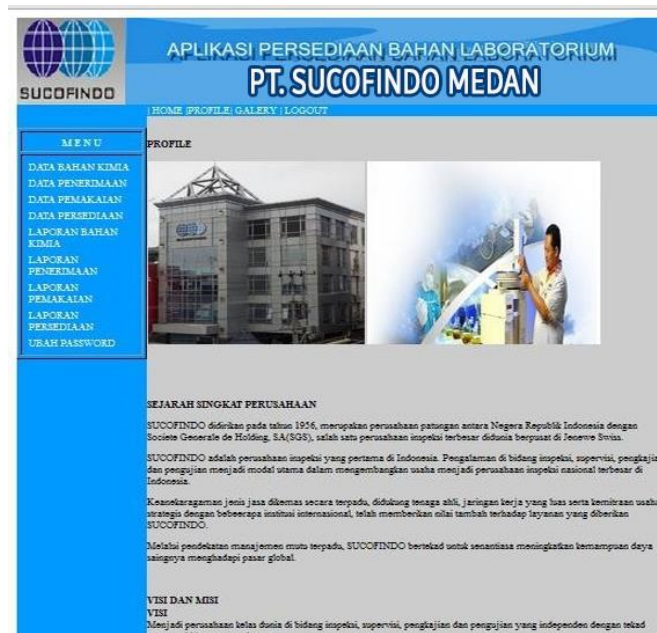 SUCOFINDO
APLIKASI PERSEDIAAN BAHAN LABORATORIUM
PT. SUCOFINDO MEDAN
| HOME |PROFILE| GALERY | LOGOUT
M E N U
DATA BAHAN KIMIA
DATA PENERIMAAN
DATA PEMAKAIAN
DATA PERSEDIAAN
LAPORAN BAHAN
KIMIA
LAPORAN
PENERIMAAN
LAPORAN
PEMAKAIAN
LAPORAN
PERSEDIAAN
UBAH PASSWORD
PROFILE
SEJARAH SINGKAT PERUSAHAAN
SUCOFINDO didirikan pada tahun 1956, merupakan perusahaan patungan antara Negera Republik Indonesia dengan
Societe Generale de Holding, SA(SGS), salah satu perusahaan inspeksi terbesar didunia berpusat di Jenewe Swiss.
SUCOFINDO adalah perusahaan inspeksi yang pertama di Indonesia. Pengalaman di bidang inspeksi, supervisi, pengkajia
dan pengujian menjadi modal utama dalam mengembangkan usaha menjadi perusahaan inspeksi nasional terbesar di
Indonesia.
Keanekaragaman jenis jasa dikemas secara terpadu, didukung tenaga ahli, jaringan kerja yang luas serta kemitraan usaha
strategis dengan bebeerapa institusi internasional, telah memberikan nilai tambah terhadap layanan yang diberikan
SUCOFINDO.
Melalui pendekatan manajemen mutu terpadu, SUCOFINDO bertekad untuk senantiasa meningkatkan kemampuan daya
saingnya menghadapi pasar global.
VISI DAN MISI
VISI
Menjadi perusahaan kelas dunia di bidang inspeksi, supervisi, pengkajian dan pengujian yang independen dengan tekad